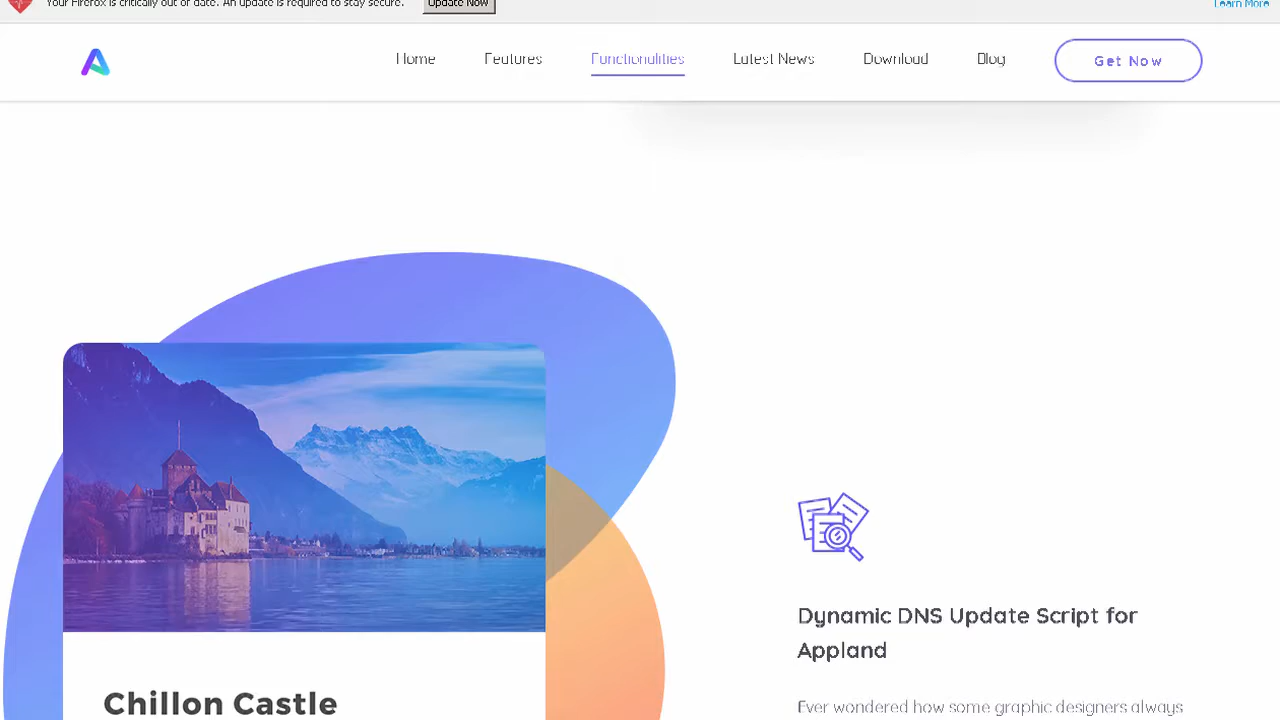 Your Firefox is critically out of date. An update is required to stay secure.
Update Now
Learn More
Home
Features
Functionalities
Latest News
Download
Blog
Get Now
Dynamic DNS Update Script for
Appland
Chillon Castle
Ever wondered how some graphic designers always